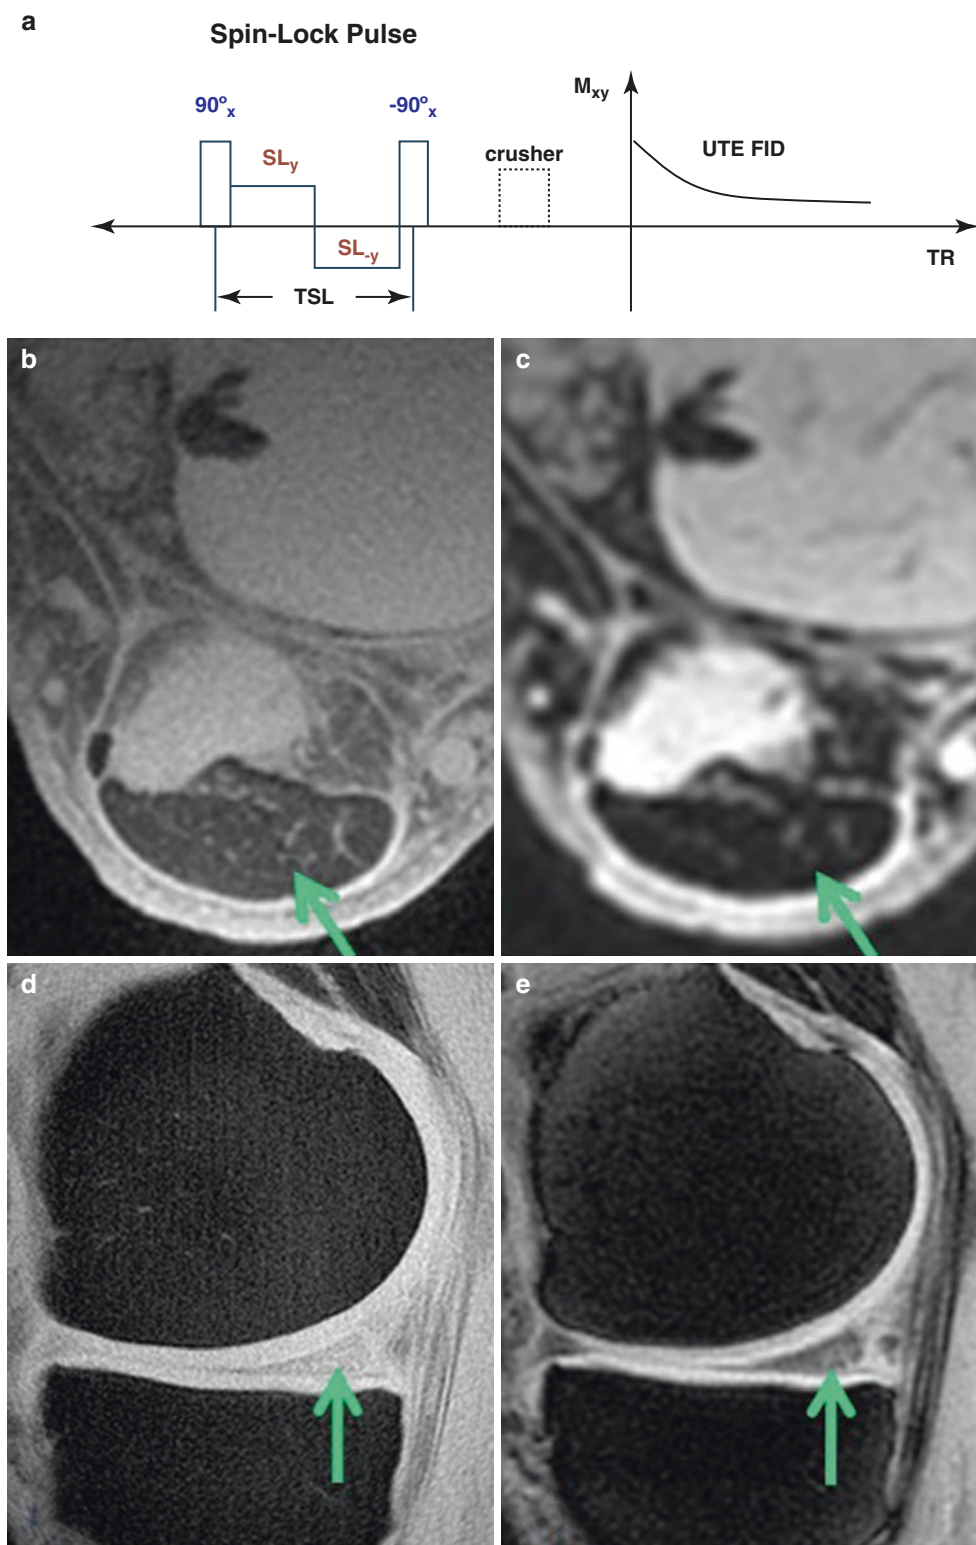 a
Spin-Lock Pulse
90°x
-90°x
SLy
SL-y
TSL
crusher
Mxy
UTE FID
TR
b
c
d
e